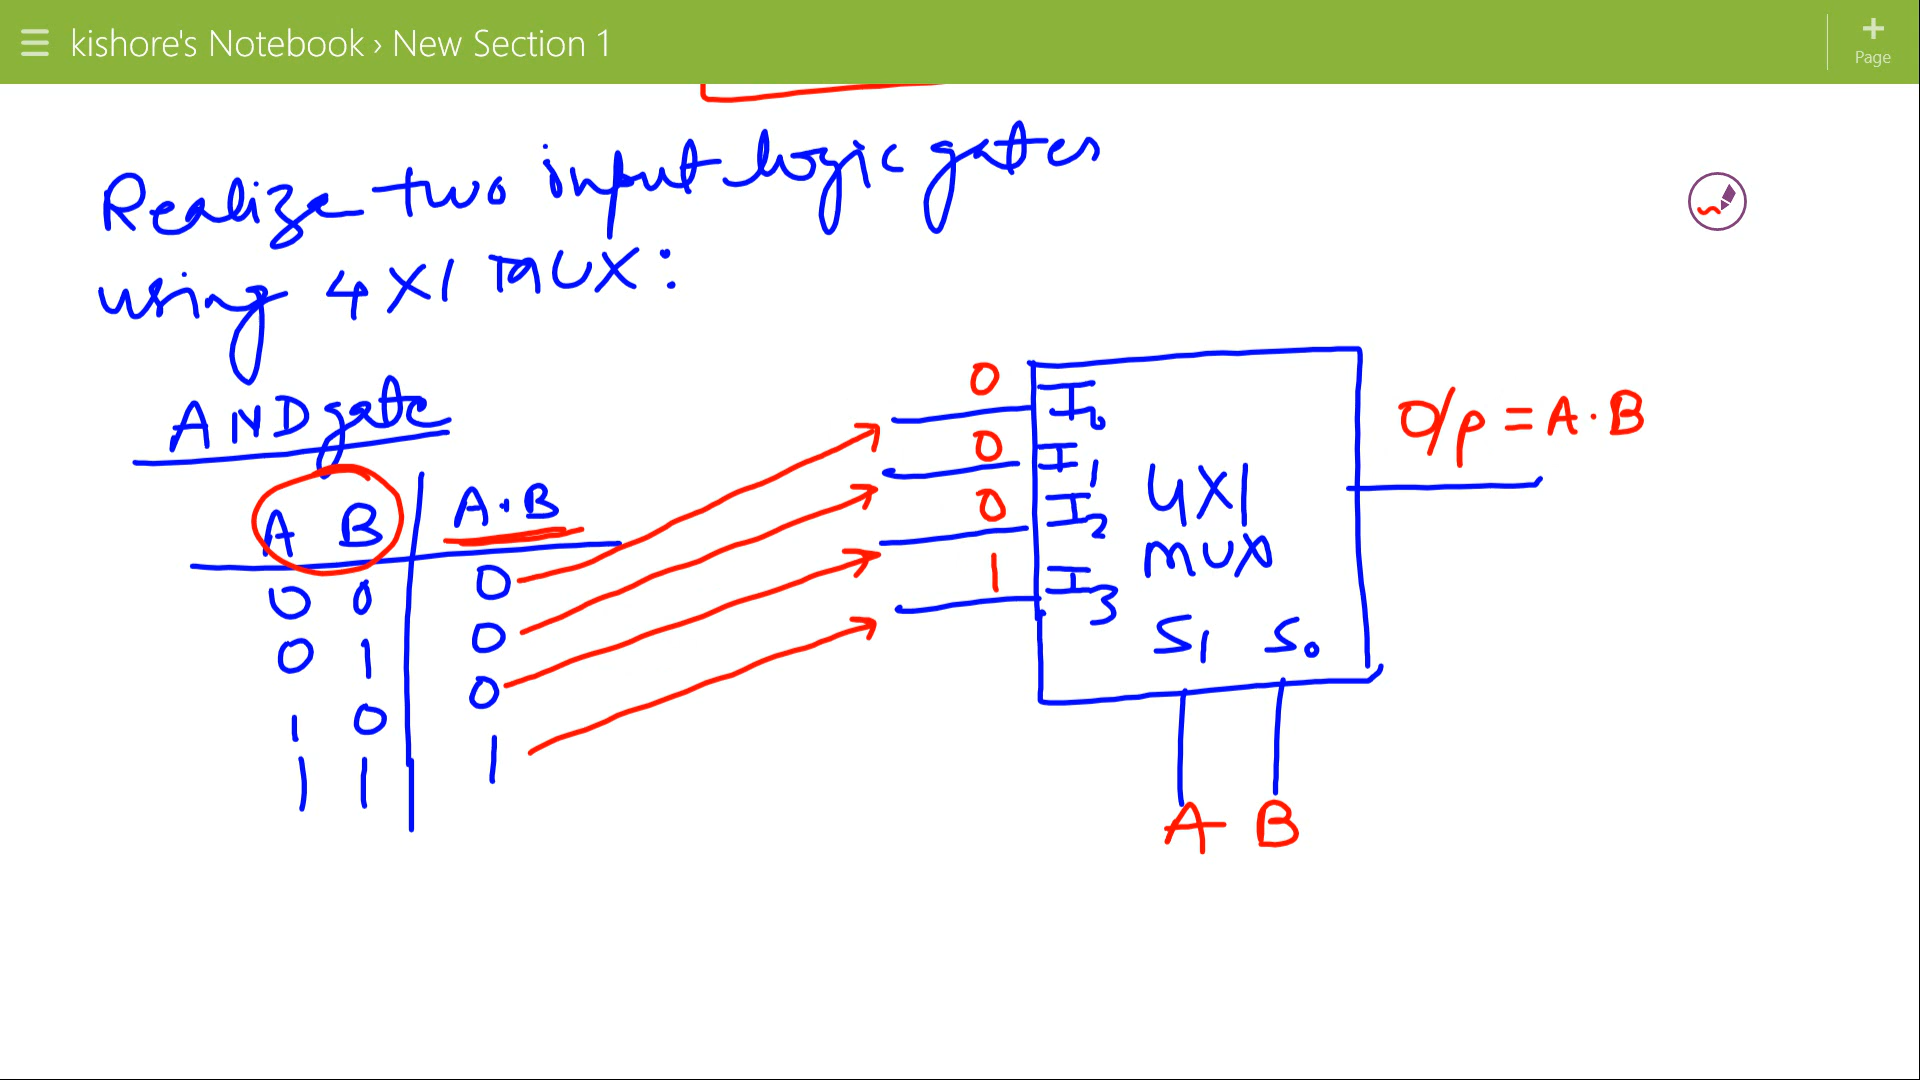 kishore's Notebook › New Section 1
Page
Realize two input logic gates
using 4X1 MUX:
AND gate
A B A·B
0 0 0
0 1 0
1 0 0
1 1 1
0 I0
0 I1
0 I2
1 I3
4X1
MUX
S1 S0
A B
O/p = A·B